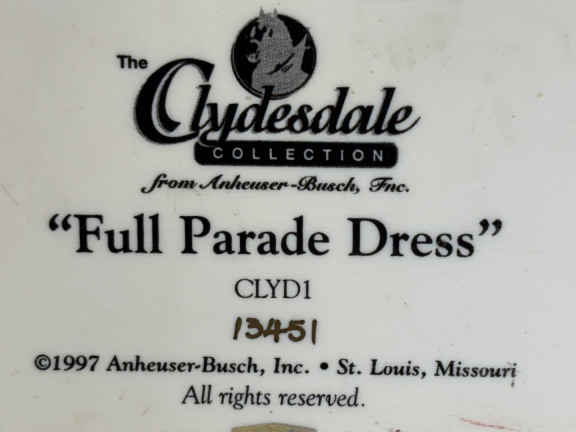 The
Clydesdale
COLLECTION
from Anheuser-Busch, Inc.
“Full Parade Dress”
CLYD1
13451
©1997 Anheuser-Busch, Inc. • St. Louis, Missouri
All rights reserved.